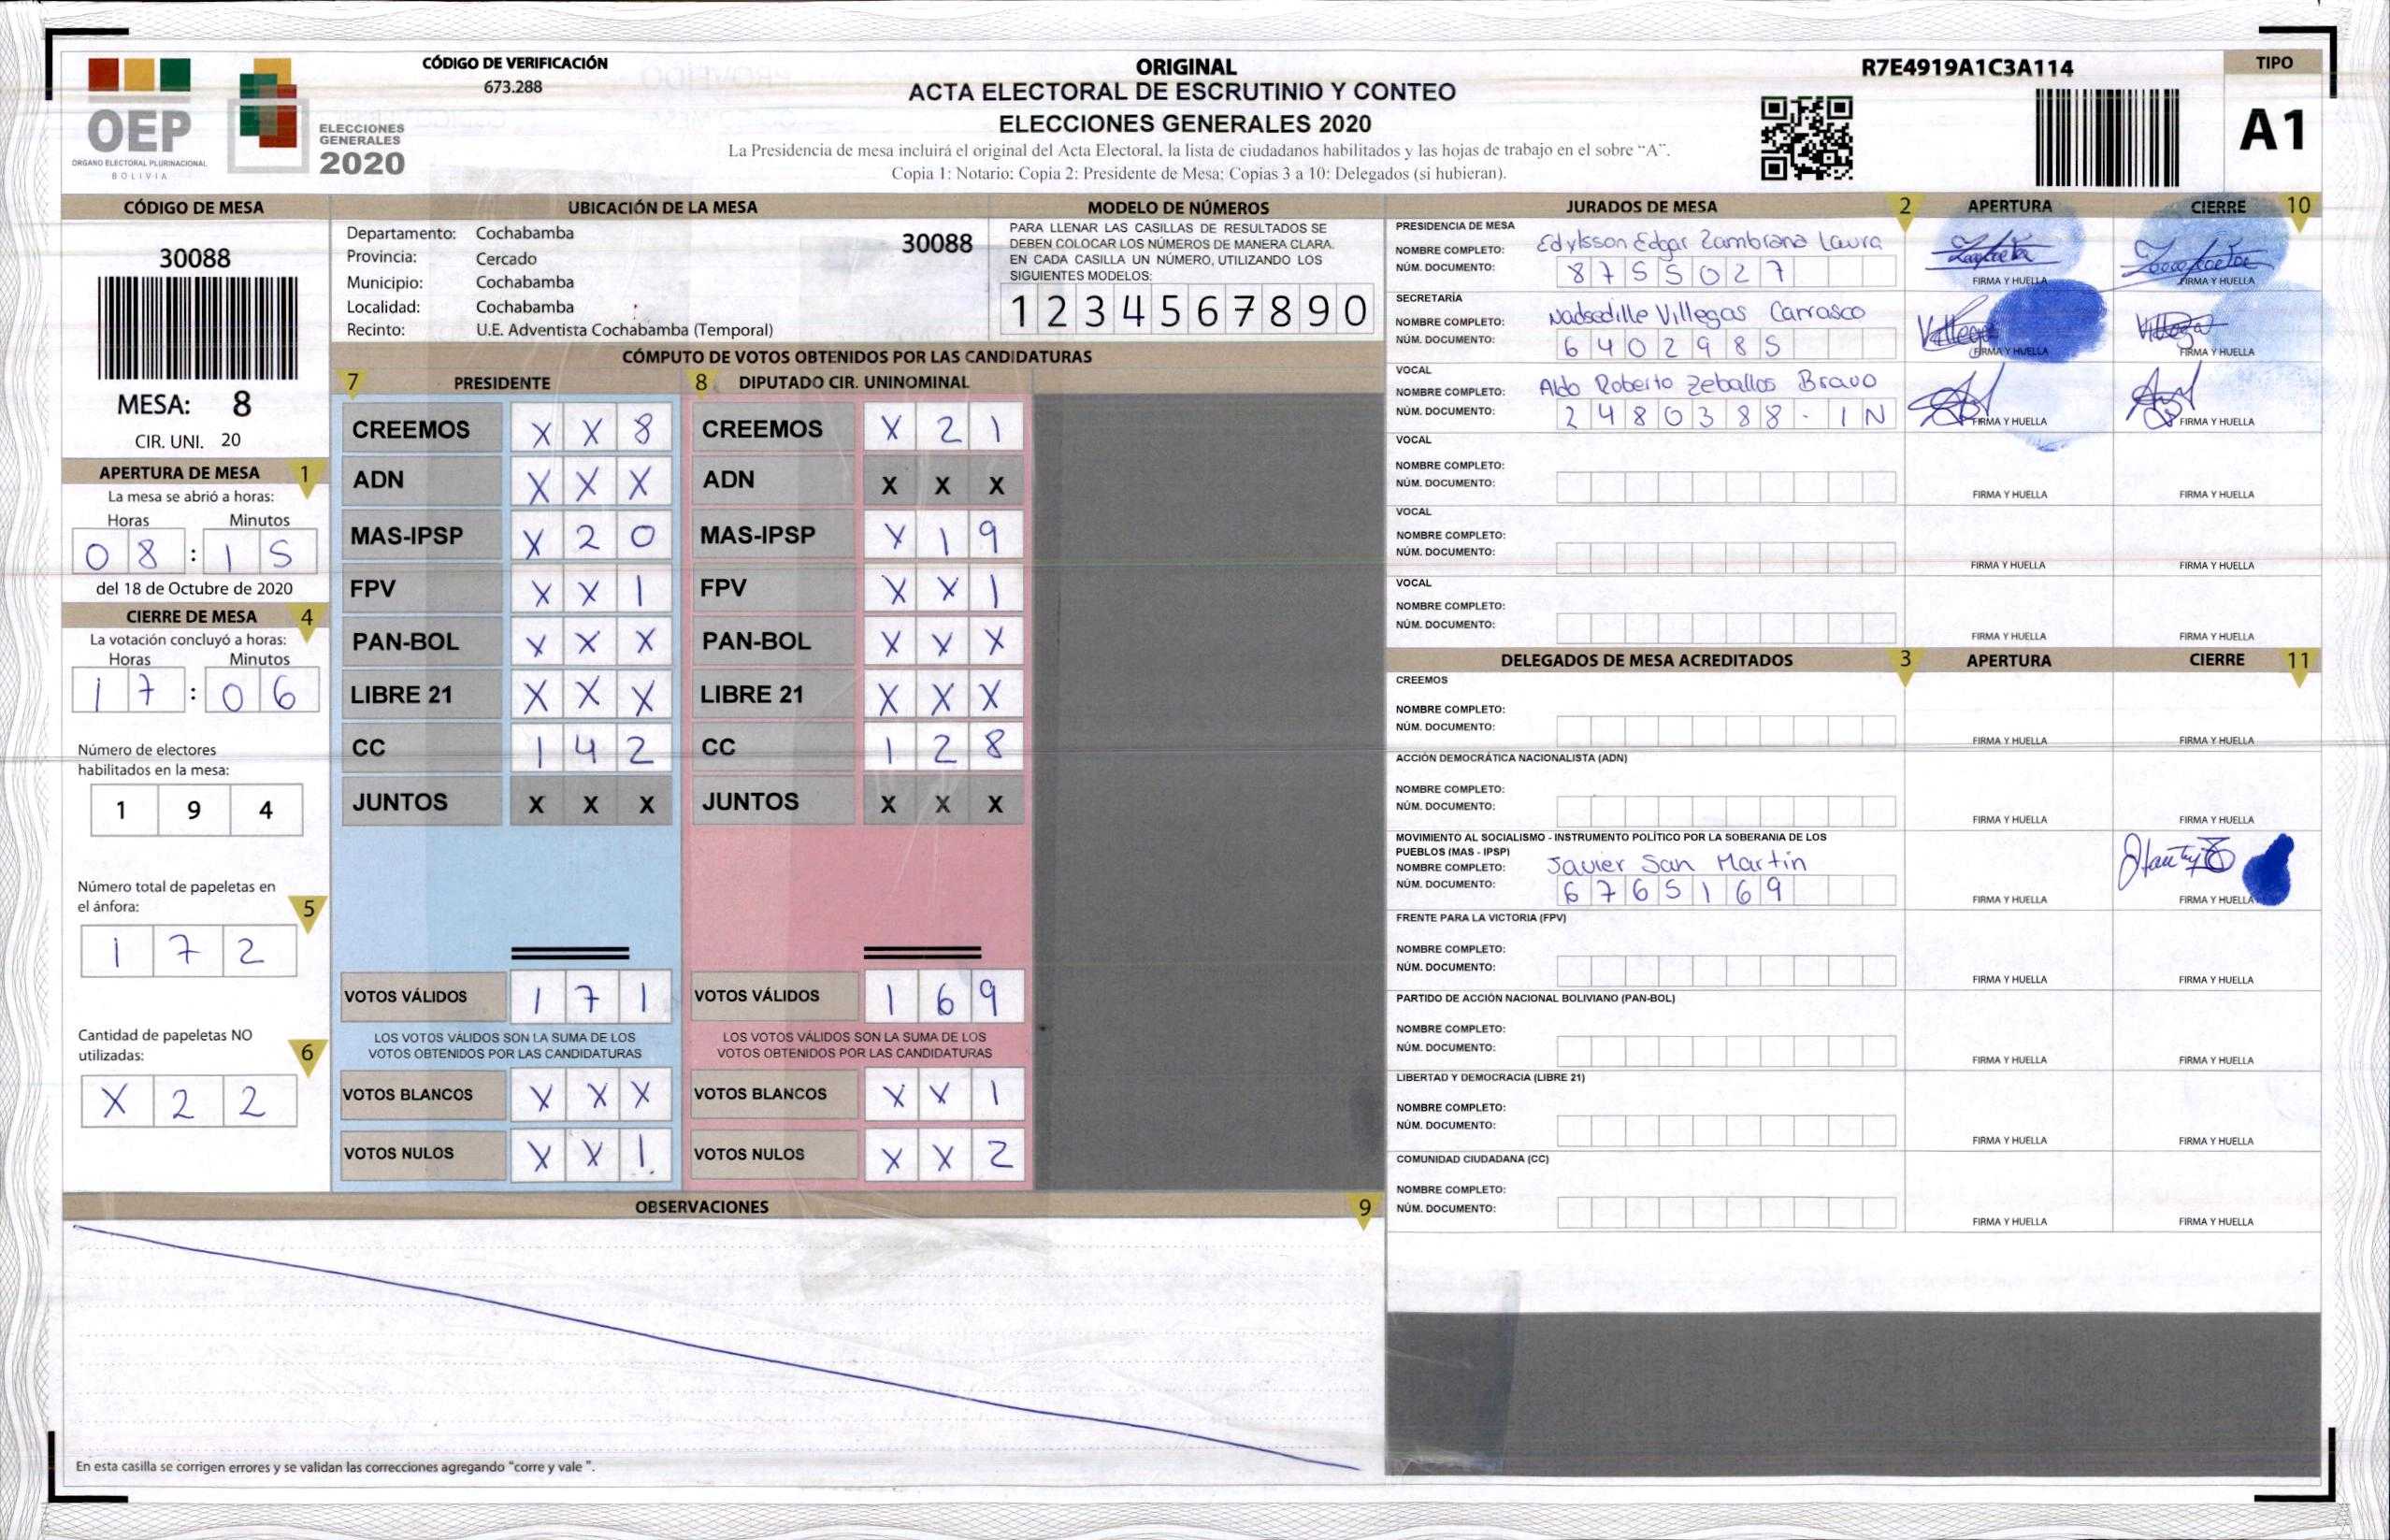 OEP
ORGANO ELECTORAL PLURINACIONAL
BOLIVIA
ELECCIONES
GENERALES
2020
CÓDIGO DE VERIFICACIÓN
673.288
ORIGINAL
ACTA ELECTORAL DE ESCRUTINIO Y CONTEO
ELECCIONES GENERALES 2020
La Presidencia de mesa incluirá el original del Acta Electoral, la lista de ciudadanos habilitados y las hojas de trabajo en el sobre “A”.
Copia 1: Notario; Copia 2: Presidente de Mesa; Copias 3 a 10: Delegados (si hubieran).
R7E4919A1C3A114
TIPO
A1
CÓDIGO DE MESA
30088
MESA: 8
CIR. UNI. 20
APERTURA DE MESA 1
La mesa se abrió a horas:
Horas Minutos
0 8 : 1 5
del 18 de Octubre de 2020
CIERRE DE MESA 4
La votación concluyó a horas:
Horas Minutos
1 7 : 0 6
Número de electores
habilitados en la mesa:
1 9 4
Número total de papeletas en
el ánfora: 5
1 7 2
Cantidad de papeletas NO
utilizadas: 6
X 2 2
UBICACIÓN DE LA MESA
Departamento: Cochabamba 30088
Provincia: Cercado
Municipio: Cochabamba
Localidad: Cochabamba
Recinto: U.E. Adventista Cochabamba (Temporal)
MODELO DE NÚMEROS
PARA LLENAR LAS CASILLAS DE RESULTADOS SE
DEBEN COLOCAR LOS NÚMEROS DE MANERA CLARA.
EN CADA CASILLA UN NÚMERO, UTILIZANDO LOS
SIGUIENTES MODELOS:
1 2 3 4 5 6 7 8 9 0
CÓMPUTO DE VOTOS OBTENIDOS POR LAS CANDIDATURAS
7 PRESIDENTE 8 DIPUTADO CIR. UNINOMINAL
CREEMOS X X 8 CREEMOS X 2 1
ADN X X X ADN X X X
MAS-IPSP X 2 0 MAS-IPSP X 1 9
FPV X X 1 FPV X X 1
PAN-BOL X X X PAN-BOL X X X
LIBRE 21 X X X LIBRE 21 X X X
CC 1 4 2 CC 1 2 8
JUNTOS X X X JUNTOS X X X
VOTOS VÁLIDOS 1 7 1 VOTOS VÁLIDOS 1 6 9
LOS VOTOS VÁLIDOS SON LA SUMA DE LOS LOS VOTOS VÁLIDOS SON LA SUMA DE LOS
VOTOS OBTENIDOS POR LAS CANDIDATURAS VOTOS OBTENIDOS POR LAS CANDIDATURAS
VOTOS BLANCOS X X X VOTOS BLANCOS X X 1
VOTOS NULOS X X 1. VOTOS NULOS X X 2
OBSERVACIONES 9
En esta casilla se corrigen errores y se validan las correcciones agregando “corre y vale ”.
JURADOS DE MESA 2 APERTURA CIERRE 10
PRESIDENCIA DE MESA
NOMBRE COMPLETO: Edylsson Edgar Zambrana Laura
NÚM. DOCUMENTO: 8 7 5 5 0 2 7
FIRMA Y HUELLA FIRMA Y HUELLA
SECRETARÍA
NOMBRE COMPLETO: Nadsedille Villegas Carrasco
NÚM. DOCUMENTO: 6 4 0 2 9 8 5
FIRMA Y HUELLA FIRMA Y HUELLA
VOCAL
NOMBRE COMPLETO: Aldo Roberto Zeballos Bravo
NÚM. DOCUMENTO: 2 4 8 0 3 8 8 - 1 N
FIRMA Y HUELLA FIRMA Y HUELLA
VOCAL
NOMBRE COMPLETO:
NÚM. DOCUMENTO:
FIRMA Y HUELLA FIRMA Y HUELLA
VOCAL
NOMBRE COMPLETO:
NÚM. DOCUMENTO:
FIRMA Y HUELLA FIRMA Y HUELLA
VOCAL
NOMBRE COMPLETO:
NÚM. DOCUMENTO:
FIRMA Y HUELLA FIRMA Y HUELLA
DELEGADOS DE MESA ACREDITADOS 3 APERTURA CIERRE 11
CREEMOS
NOMBRE COMPLETO:
NÚM. DOCUMENTO:
FIRMA Y HUELLA FIRMA Y HUELLA
ACCIÓN DEMOCRÁTICA NACIONALISTA (ADN)
NOMBRE COMPLETO:
NÚM. DOCUMENTO:
FIRMA Y HUELLA FIRMA Y HUELLA
MOVIMIENTO AL SOCIALISMO - INSTRUMENTO POLÍTICO POR LA SOBERANIA DE LOS
PUEBLOS (MAS - IPSP)
NOMBRE COMPLETO: Javier San Martin
NÚM. DOCUMENTO: 6 7 6 5 1 6 9
FIRMA Y HUELLA FIRMA Y HUELLA
FRENTE PARA LA VICTORIA (FPV)
NOMBRE COMPLETO:
NÚM. DOCUMENTO:
FIRMA Y HUELLA FIRMA Y HUELLA
PARTIDO DE ACCIÓN NACIONAL BOLIVIANO (PAN-BOL)
NOMBRE COMPLETO:
NÚM. DOCUMENTO:
FIRMA Y HUELLA FIRMA Y HUELLA
LIBERTAD Y DEMOCRACIA (LIBRE 21)
NOMBRE COMPLETO:
NÚM. DOCUMENTO:
FIRMA Y HUELLA FIRMA Y HUELLA
COMUNIDAD CIUDADANA (CC)
NOMBRE COMPLETO:
NÚM. DOCUMENTO:
FIRMA Y HUELLA FIRMA Y HUELLA